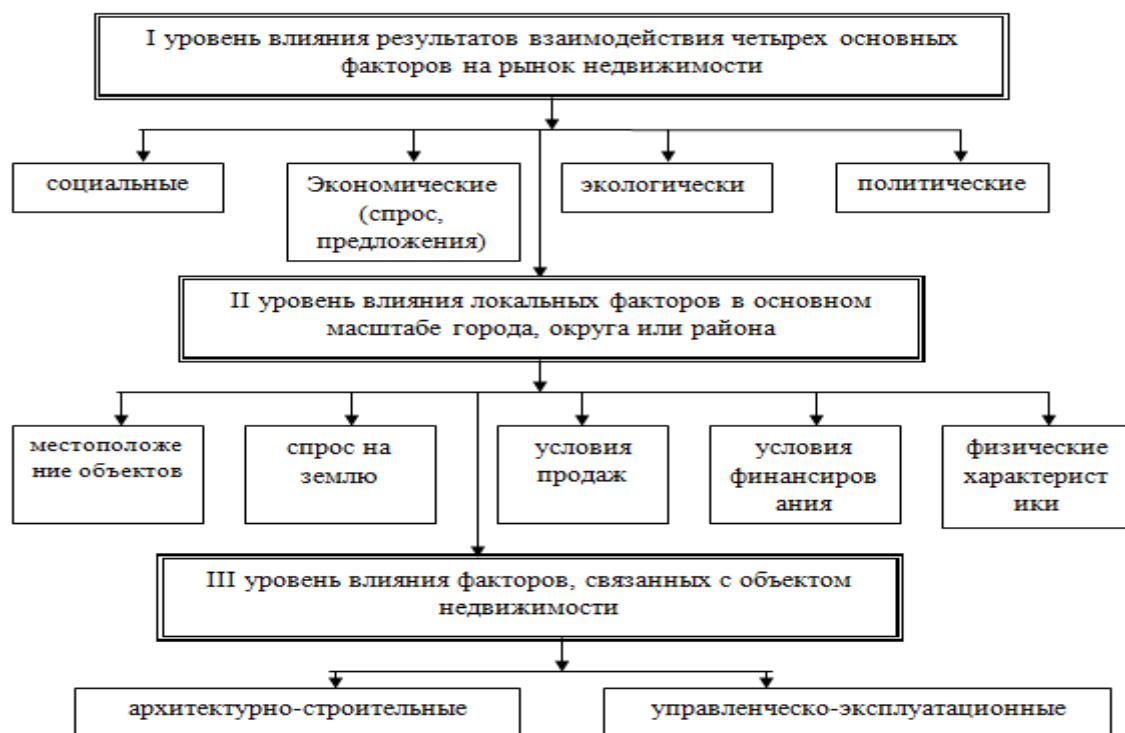 I уровень влияния результатов взаимодействия четырех основных
факторов на рынок недвижимости
социальные
Экономические
(спрос,
предложения)
экологически
политические
II уровень влияния локальных факторов в основном
масштабе города, округа или района
местоположе
ние объектов
спрос на
землю
условия
продаж
условия
финансиров
ания
физические
характерист
ики
III уровень влияния факторов, связанных с объектом
недвижимости
архитектурно-строительные
управленческо-эксплуатационные